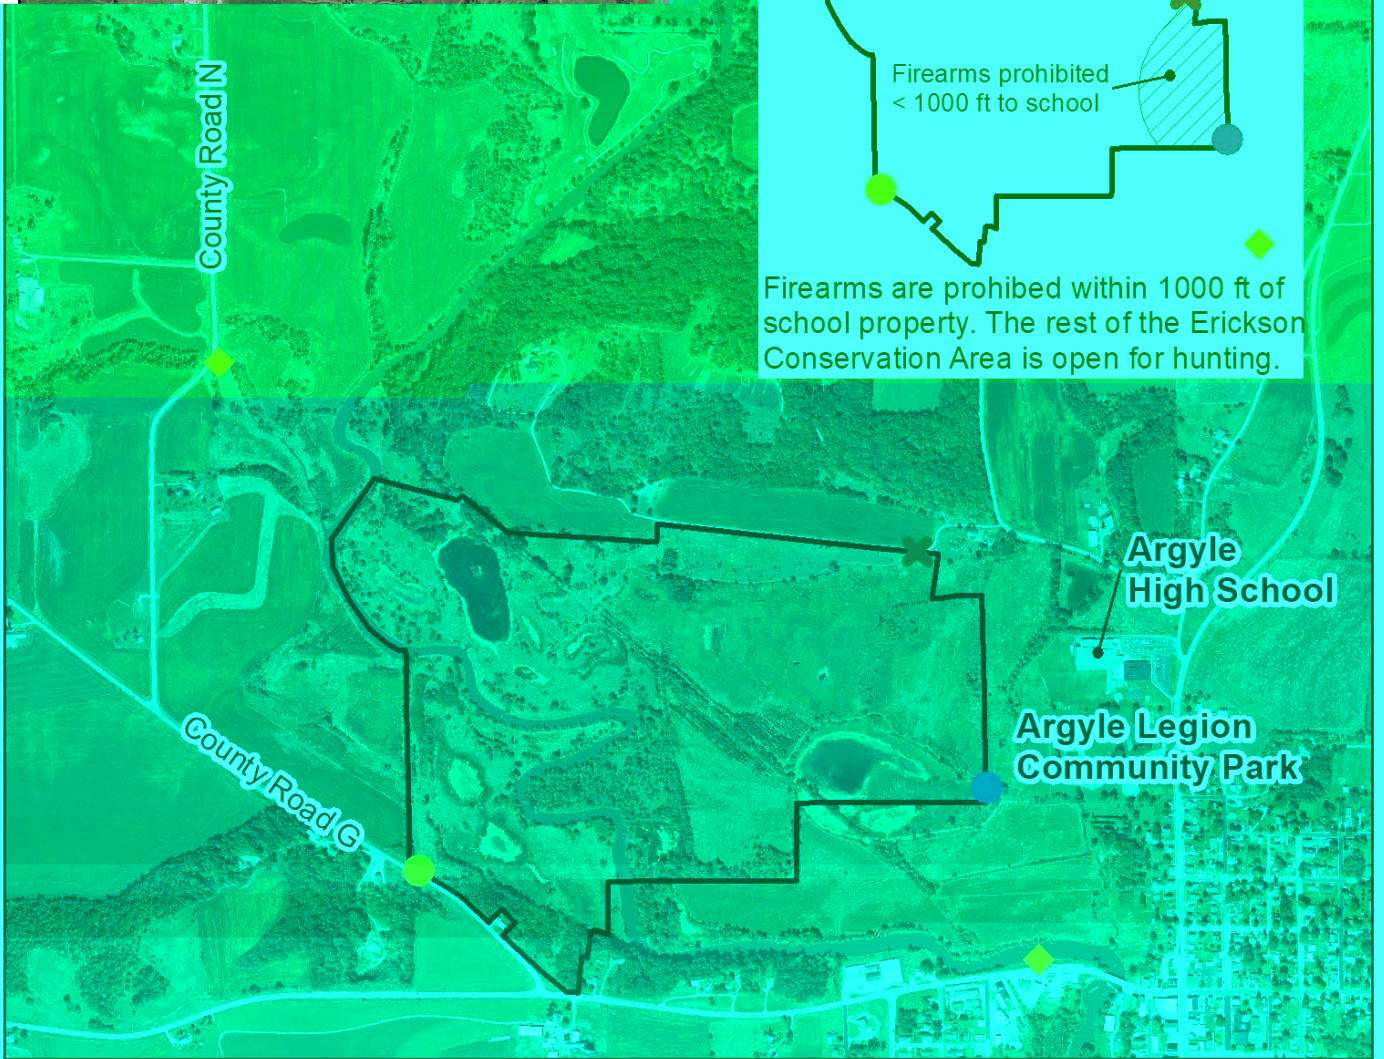 County Road N
Firearms prohibited
< 1000 ft to school
Firearms are prohibed within 1000 ft of
school property. The rest of the Erickson
Conservation Area is open for hunting.
Argyle
High School
Argyle Legion
Community Park
County Road G